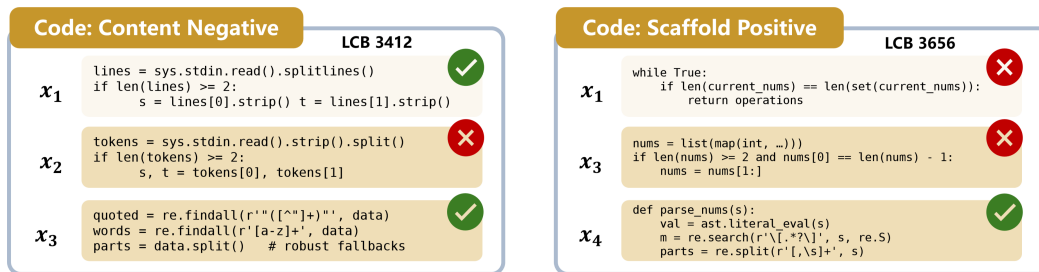 Code: Content Negative
LCB 3412
x1
lines = sys.stdin.read().splitlines()
if len(lines) >= 2:
s = lines[0].strip() t = lines[1].strip()
x2
tokens = sys.stdin.read().strip().split()
if len(tokens) >= 2:
s, t = tokens[0], tokens[1]
x3
quoted = re.findall(r'"([^"]+)"', data)
words = re.findall(r'[a-z]+', data)
parts = data.split()   # robust fallbacks
Code: Scaffold Positive
LCB 3656
x1
while True:
if len(current_nums) == len(set(current_nums)):
return operations
x3
nums = list(map(int, …)))
if len(nums) >= 2 and nums[0] == len(nums) - 1:
nums = nums[1:]
x4
def parse_nums(s):
val = ast.literal_eval(s)
m = re.search(r'\[.*?\]', s, re.S)
parts = re.split(r'[,\s]+', s)